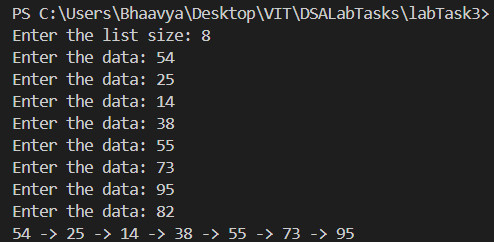 PS C:\Users\Bhaavya\Desktop\VIT\DSALabTasks\labTask3>
Enter the list size: 8
Enter the data: 54
Enter the data: 25
Enter the data: 14
Enter the data: 38
Enter the data: 55
Enter the data: 73
Enter the data: 95
Enter the data: 82
54 -> 25 -> 14 -> 38 -> 55 -> 73 -> 95